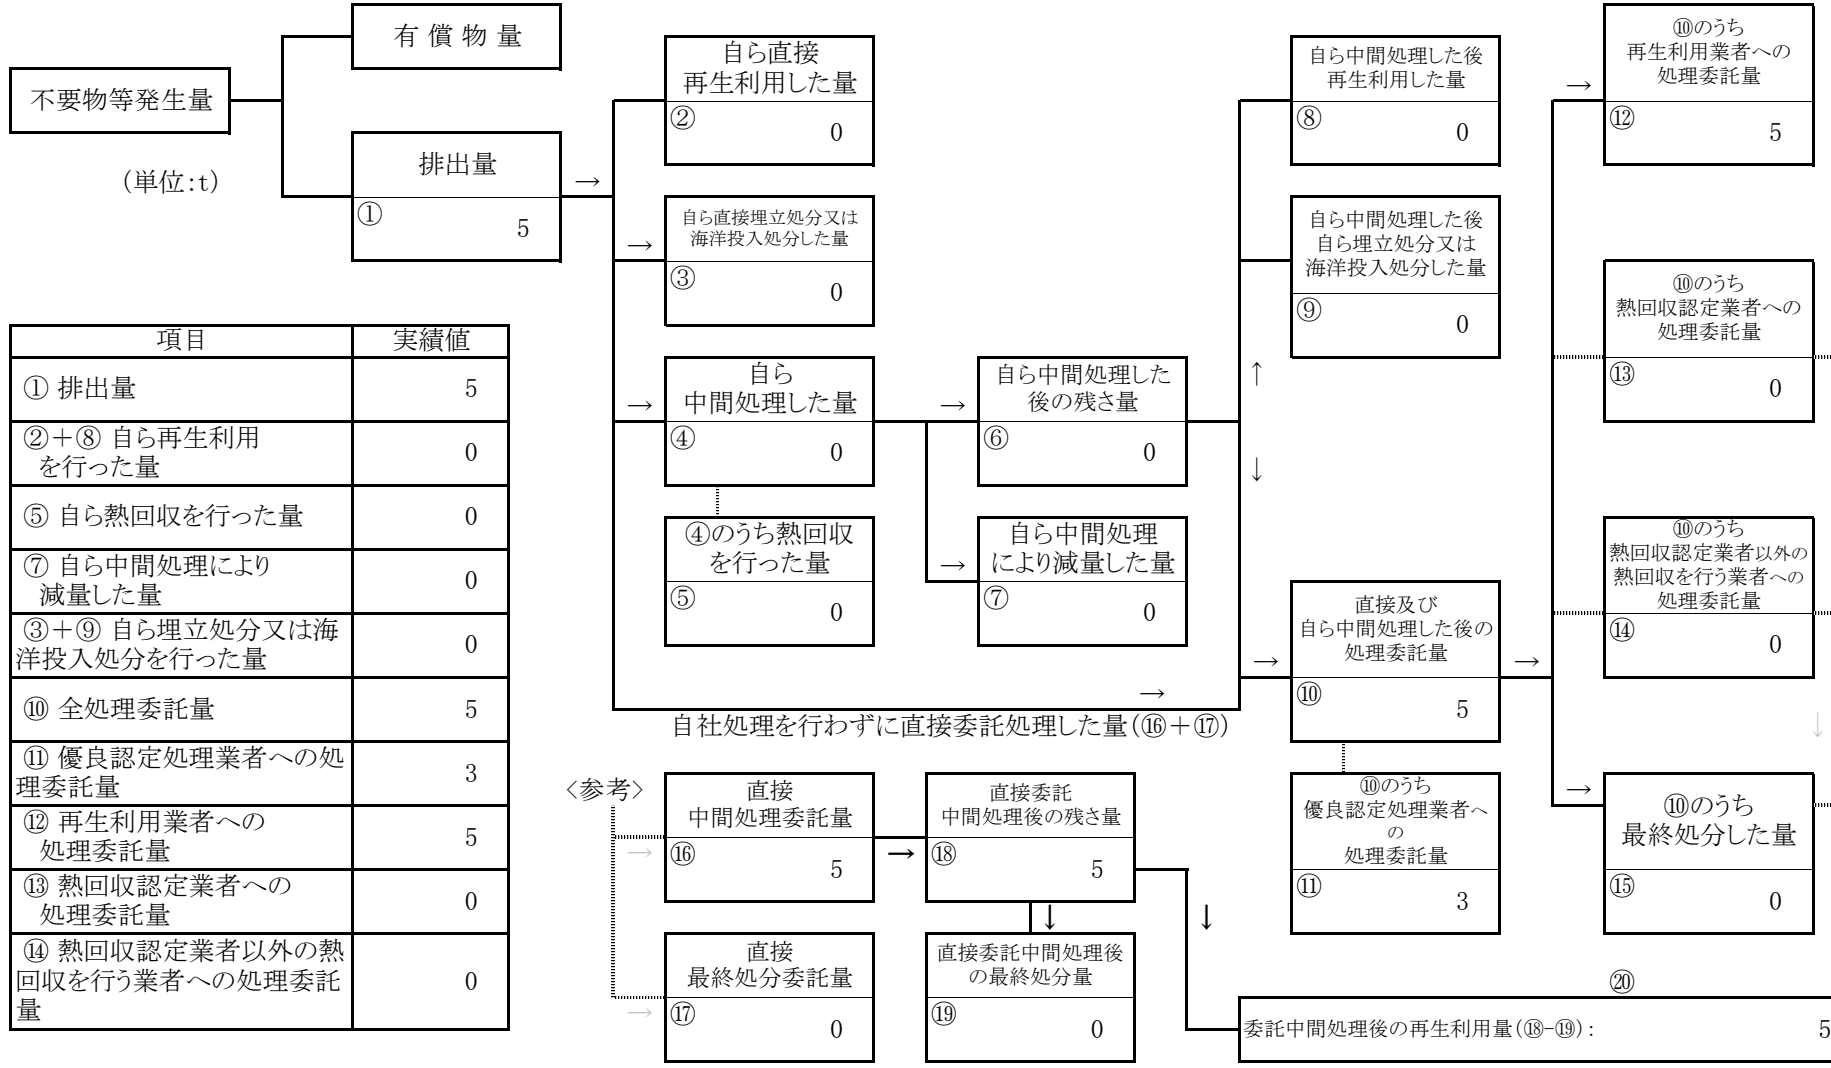 有 償 物 量
不要物等発生量
(単位:t)
排出量
①
5
→
自ら直接
再生利用した量
②
0
→
自ら直接埋立処分又は
海洋投入処分した量
③
0
→
自ら
中間処理した量
④
0
④のうち熱回収
を行った量
⑤
0
→
自ら中間処理した
後の残さ量
⑥
0
→
自ら中間処理
により減量した量
⑦
0
自ら中間処理した後
再生利用した量
⑧
0
自ら中間処理した後
自ら埋立処分又は
海洋投入処分した量
⑨
0
↑
↓
→
自社処理を行わずに直接委託処理した量(⑯+⑰)
→
直接及び
自ら中間処理した後の
処理委託量
⑩
5
⑩のうち
優良認定処理業者へ
の
処理委託量
⑪
3
→
→
⑩のうち
再生利用業者への
処理委託量
⑫
5
⑩のうち
熱回収認定業者への
処理委託量
⑬
0
⑩のうち
熱回収認定業者以外の
熱回収を行う業者への
処理委託量
⑭
0
↓
→
⑩のうち
最終処分した量
⑮
0
項目 実績値
① 排出量 5
②+⑧ 自ら再生利用
を行った量 0
⑤ 自ら熱回収を行った量 0
⑦ 自ら中間処理により
減量した量 0
③+⑨ 自ら埋立処分又は海
洋投入処分を行った量 0
⑩ 全処理委託量 5
⑪ 優良認定処理業者への処
理委託量 3
⑫ 再生利用業者への
処理委託量 5
⑬ 熱回収認定業者への
処理委託量 0
⑭ 熱回収認定業者以外の熱
回収を行う業者への処理委託
量 0
<参考>
→
直接
中間処理委託量
⑯
5
→
直接委託
中間処理後の残さ量
⑱
5
↓
↓
→
直接
最終処分委託量
⑰
0
直接委託中間処理後
の最終処分量
⑲
0
⑳
委託中間処理後の再生利用量(⑱-⑲): 5